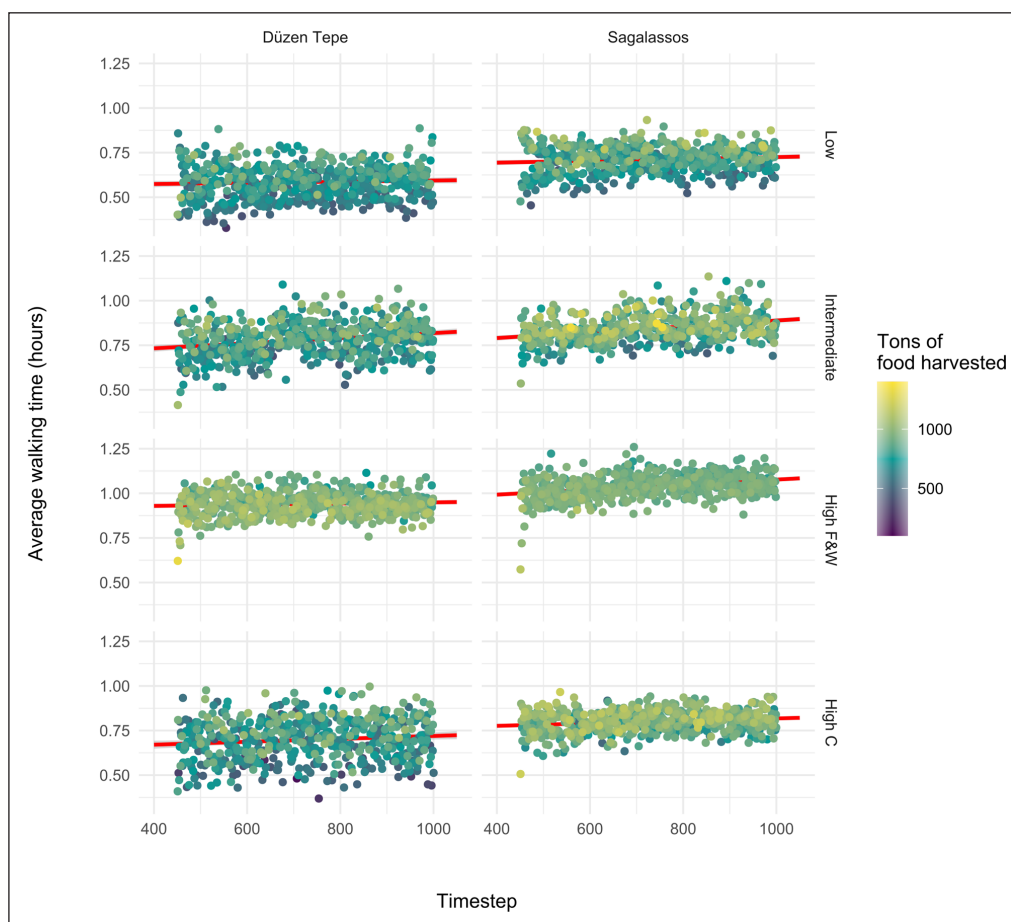 Düzen Tepe
Sagalassos
1.25
1.00
0.75
0.50
Low
1.25
1.00
0.75
0.50
Intermediate
1.25
1.00
0.75
0.50
High F&W
1.25
1.00
0.75
0.50
High C
400 600 800 1000
400 600 800 1000
Average walking time (hours)
Timestep
Tons of
food harvested
1000
500